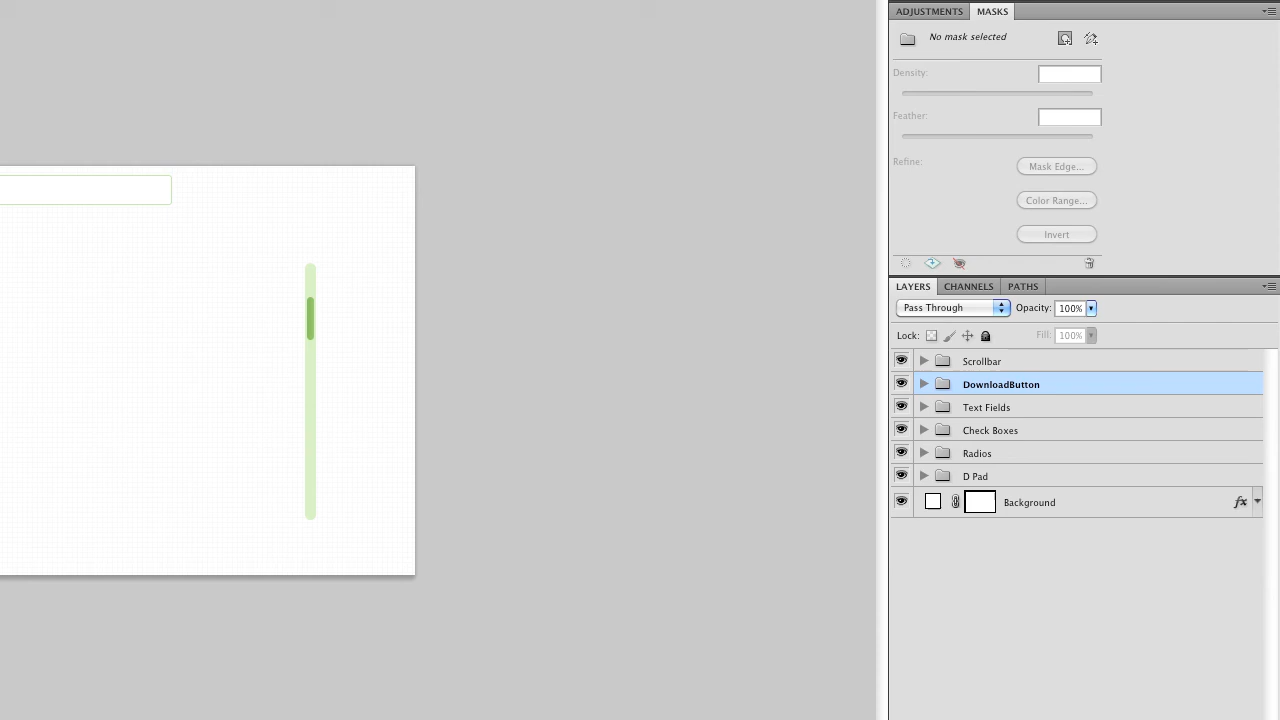 ADJUSTMENTS MASKS
No mask selected
Density:
Feather:
Refine:
Mask Edge...
Color Range...
Invert
LAYERS CHANNELS PATHS
Pass Through Opacity: 100%
Lock: Fill: 100%
Scrollbar
DownloadButton
Text Fields
Check Boxes
Radios
D Pad
Background fx